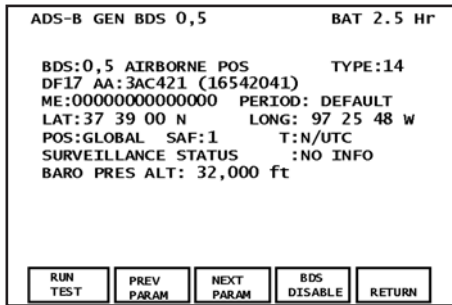 ADS-B GEN BDS 0,5 BAT 2.5 Hr
BDS:0,5 AIRBORNE POS TYPE:14
DF17 AA:3AC421 (16542041)
ME:00000000000000 PERIOD: DEFAULT
LAT:37 39 00 N LONG: 97 25 48 W
POS:GLOBAL SAF:1 T:N/UTC
SURVEILLANCE STATUS :NO INFO
BARO PRES ALT: 32,000 ft
RUN TEST
PREV PARAM
NEXT PARAM
BDS DISABLE
RETURN